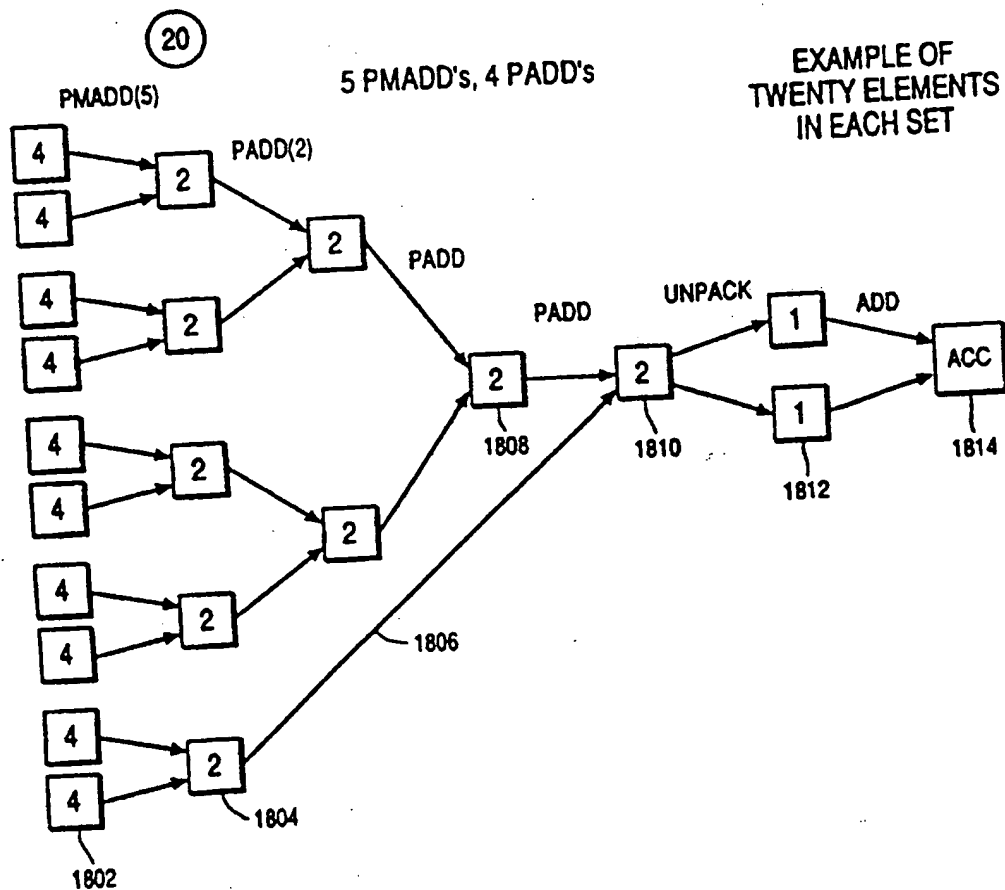 20
5 PMADD's, 4 PADD's
EXAMPLE OF
TWENTY ELEMENTS
IN EACH SET
PMADD(5)
4
4
2
PADD(2)
2
4
4
2
PADD
2
1808
PADD
2
1810
UNPACK
1
1
1812
ADD
ACC
1814
4
4
2
2
4
4
2
1806
4
4
2
1804
1802